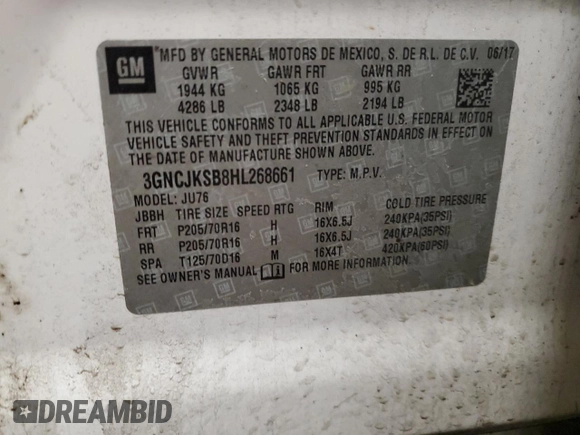 GM
*MFD BY GENERAL MOTORS DE MEXICO, S. DE R.L. DE C.V. 06/17
GVWR GAWR FRT GAWR RR
1944 KG 1065 KG 995 KG
4286 LB 2348 LB 2194 LB
THIS VEHICLE CONFORMS TO ALL APPLICABLE U.S. FEDERAL MOTOR
VEHICLE SAFETY AND THEFT PREVENTION STANDARDS IN EFFECT ON
THE DATE OF MANUFACTURE SHOWN ABOVE.
3GNCJKSB8HL268661 TYPE: M.P.V.
MODEL: JU76
JBBH TIRE SIZE SPEED RTG RIM COLD TIRE PRESSURE
FRT P205/70R16 H 16X6.5J 240KPA(35PSI)
RR P205/70R16 H 16X6.5J 240KPA(35PSI)
SPA T125/70D16 M 16X4T 420KPA(60PSI)
SEE OWNER'S MANUAL FOR MORE INFORMATION.
DREAMBID